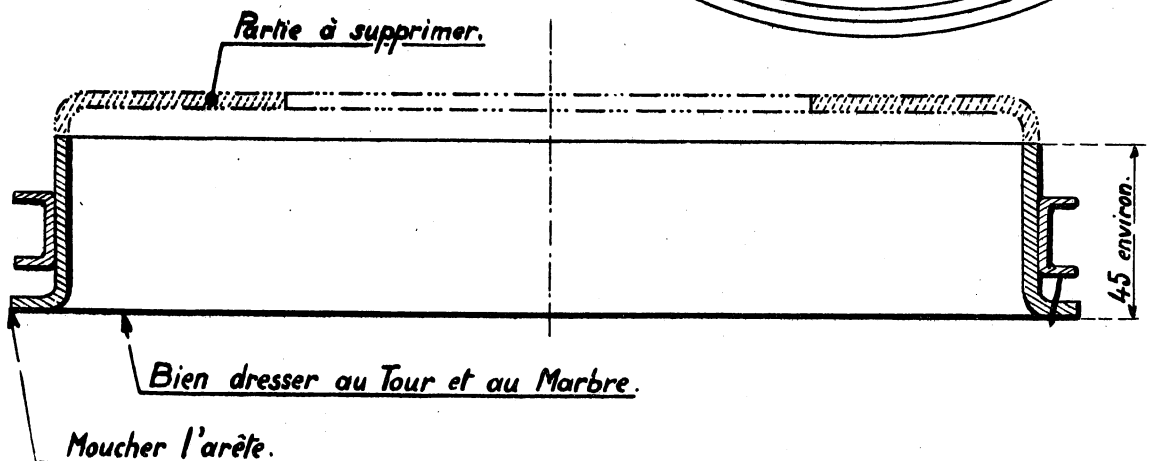 Partie à supprimer.
45 environ.
Bien dresser au Tour et au Marbre.
Moucher l'arête.